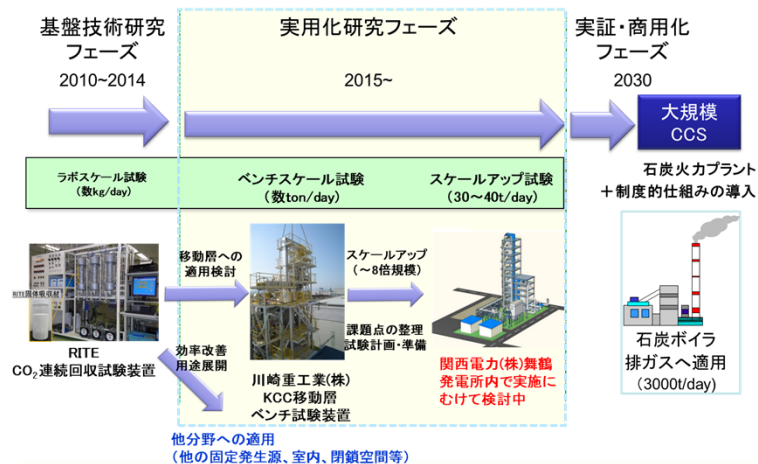 基盤技術研究
フェーズ
2010~2014
実用化研究フェーズ
2015~
実証・商用化
フェーズ
2030
大規模
CCS
石炭火力プラント
＋制度的仕組みの導入
ラボスケール試験
(数kg/day)
ベンチスケール試験
(数ton/day)
スケールアップ試験
(30～40t/day)
RITE固体吸収材
RITE
CO₂連続回収試験装置
移動層への
適用検討
効率改善
用途展開
川崎重工業(株)
KCC移動層
ベンチ試験装置
スケールアップ
(～8倍規模)
課題点の整理
試験計画・準備
関西電力(株)舞鶴
発電所内で実施に
むけて検討中
石炭ボイラ
排ガスへ適用
(3000t/day)
他分野への適用
(他の固定発生源、室内、閉鎖空間等)